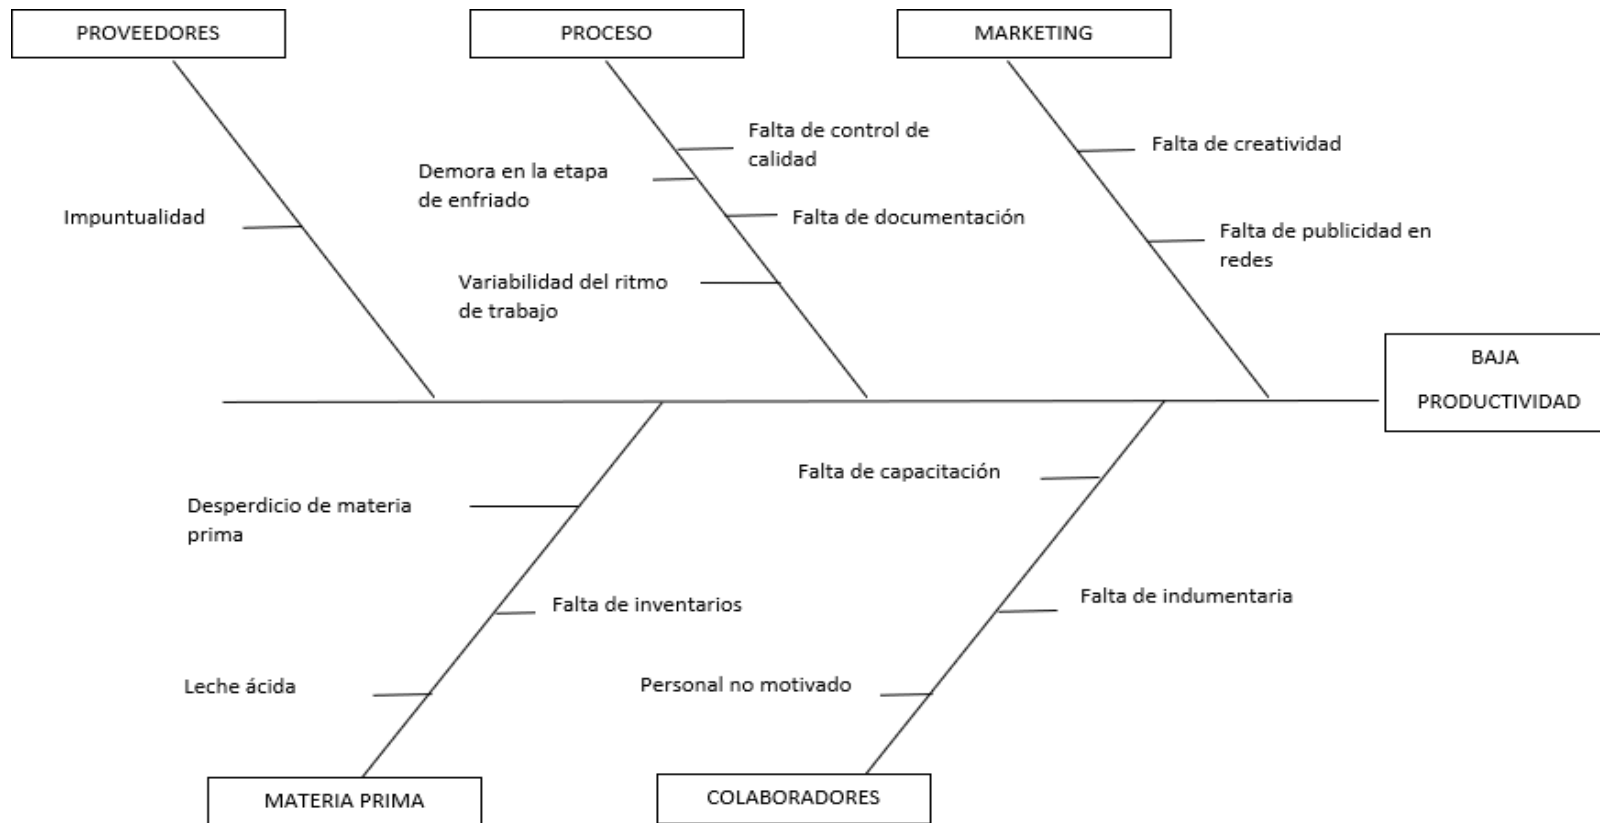 PROVEEDORES
PROCESO
MARKETING
Falta de control de
calidad
Falta de creatividad
Demora en la etapa
de enfriado
Impuntualidad
Falta de documentación
Falta de publicidad en
redes
Variabilidad del ritmo
de trabajo
BAJA
PRODUCTIVIDAD
Falta de capacitación
Desperdicio de materia
prima
Falta de inventarios
Falta de indumentaria
Leche ácida
Personal no motivado
MATERIA PRIMA
COLABORADORES